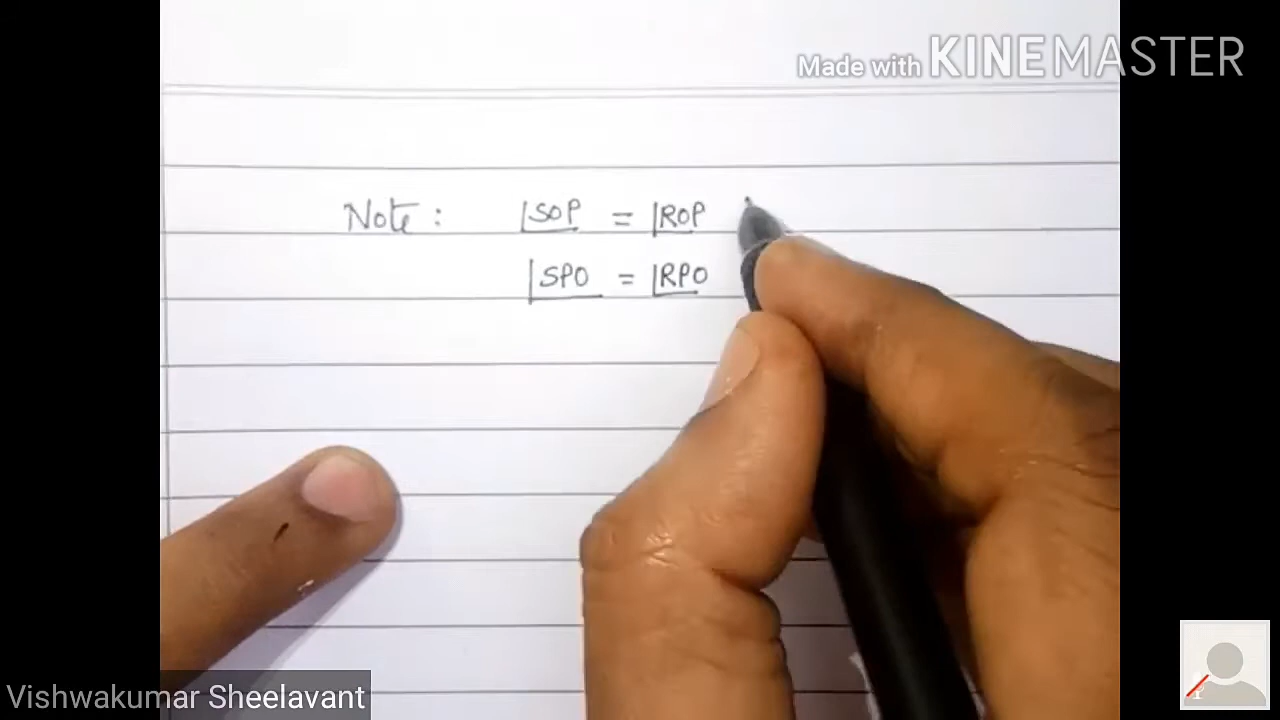 Made with KINEMASTER
Note : ∠SOP = ∠ROP
∠SPO = ∠RPO
Vishwakumar Sheelavant